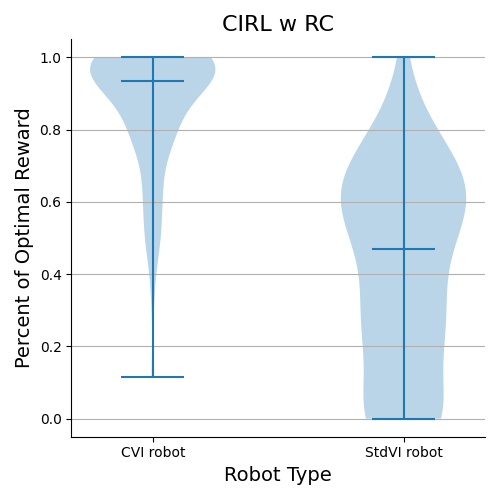 CIRL w RC
Percent of Optimal Reward
1.0
0.8
0.6
0.4
0.2
0.0
CVI robot
StdVI robot
Robot Type